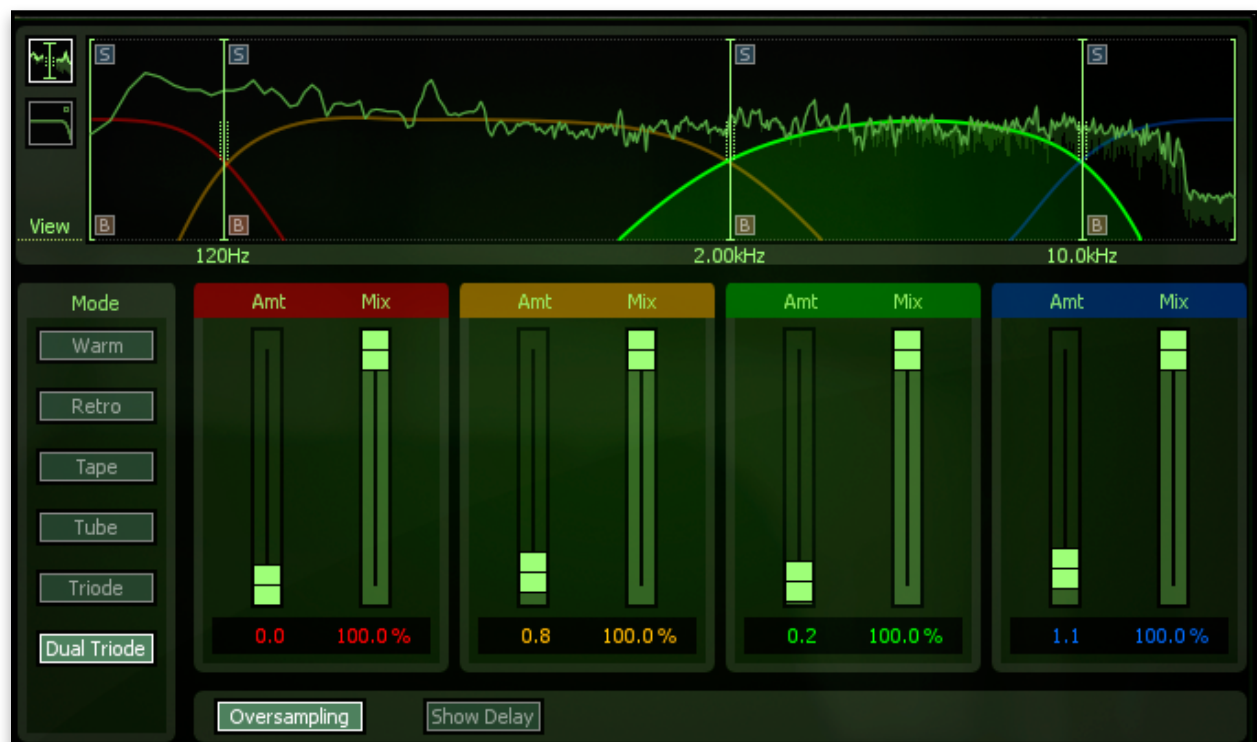 S S S S
View B B B B
120Hz 2.00kHz 10.0kHz
Mode
Warm
Retro
Tape
Tube
Triode
Dual Triode
Amt Mix Amt Mix Amt Mix Amt Mix
0.0 100.0 % 0.8 100.0 % 0.2 100.0 % 1.1 100.0 %
Oversampling Show Delay